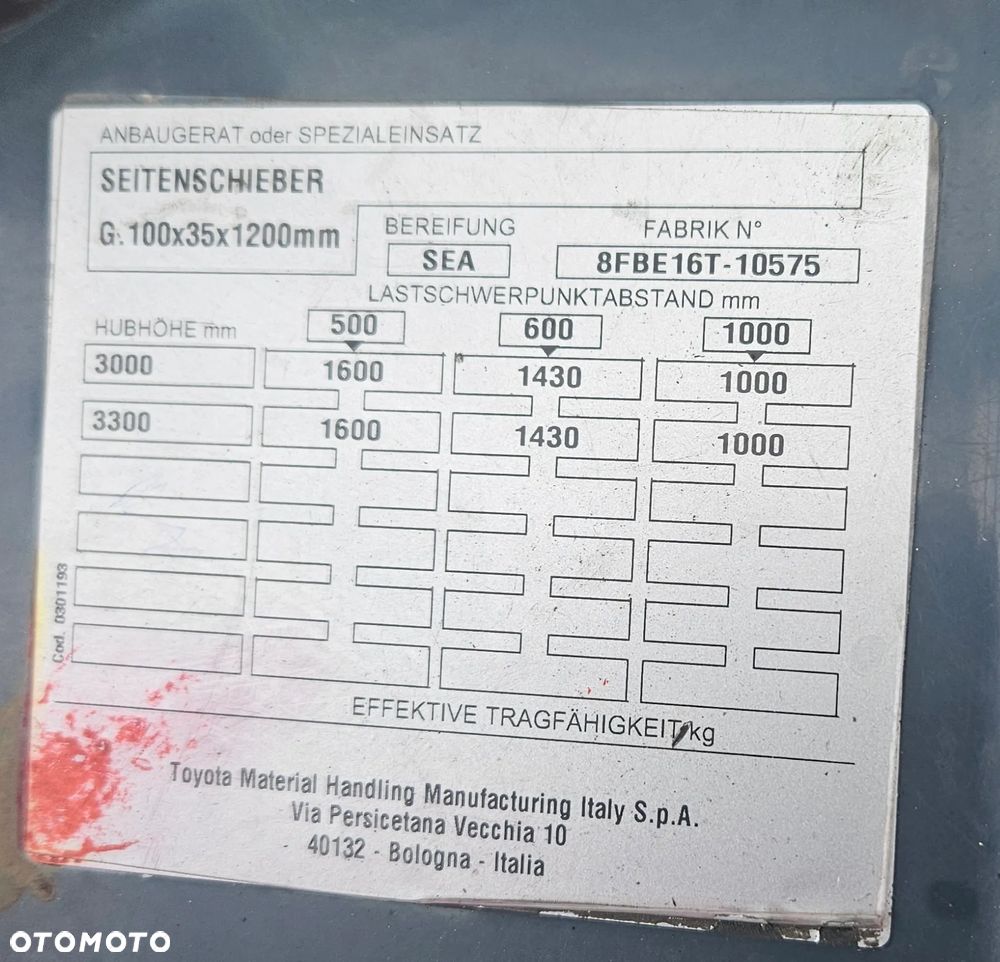 ANBAUGERAT oder SPEZIALEINSATZ
SEITENSCHIEBER
G. 100x35x1200mm
BEREIFUNG
FABRIK N°
SEA
8FBE16T-10575
LASTSCHWERPUNKTABSTAND mm
HUBHÖHE mm
500
600
1000
3000
1600
1430
1000
3300
1600
1430
1000
Cod. 0301193
EFFEKTIVE TRAGFÄHIGKEIT kg
Toyota Material Handling Manufacturing Italy S.p.A.
Via Persicetana Vecchia 10
40132 - Bologna - Italia
OTOMOTO